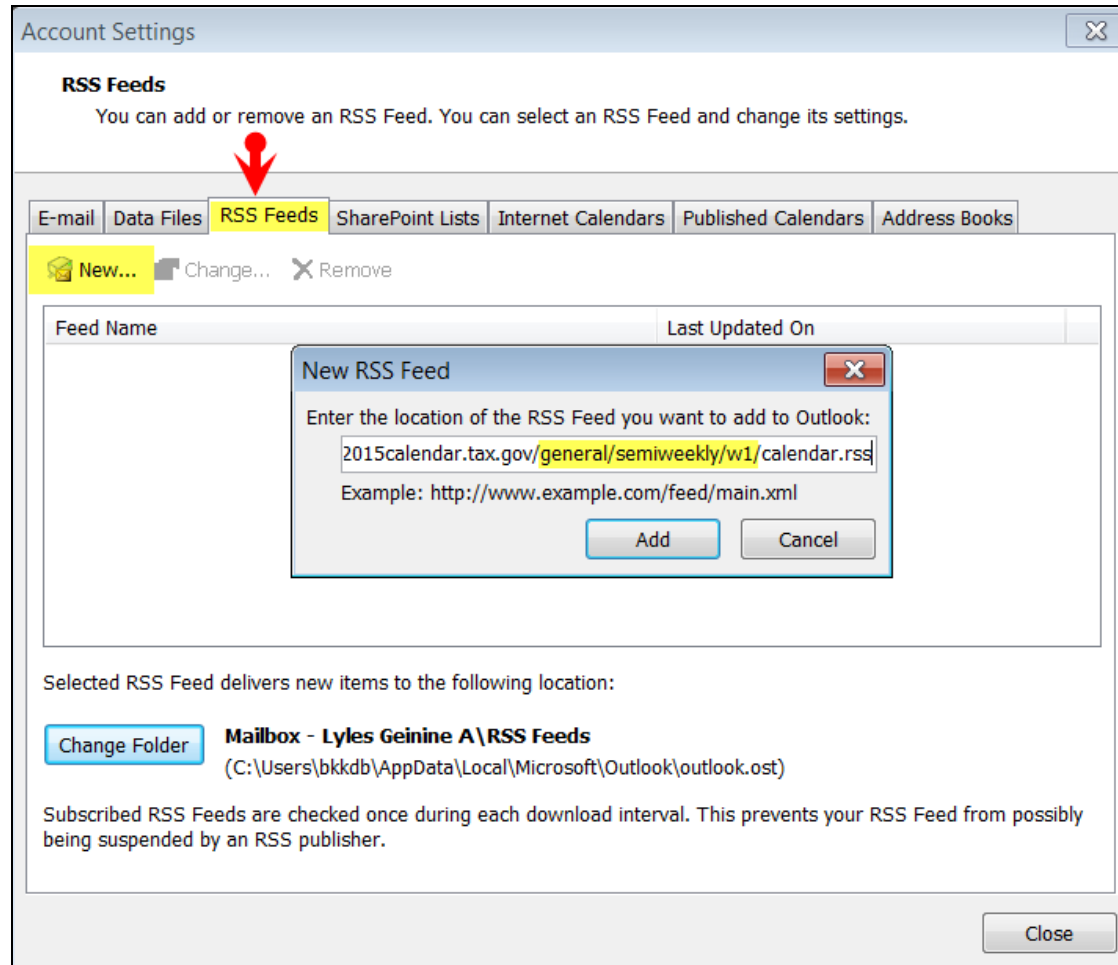 Account Settings
RSS Feeds
You can add or remove an RSS Feed. You can select an RSS Feed and change its settings.
E-mail Data Files RSS Feeds SharePoint Lists Internet Calendars Published Calendars Address Books
New... Change... Remove
Feed Name Last Updated On
New RSS Feed
Enter the location of the RSS Feed you want to add to Outlook:
2015calendar.tax.gov/general/semiweekly/w1/calendar.rss
Example: http://www.example.com/feed/main.xml
Add Cancel
Selected RSS Feed delivers new items to the following location:
Change Folder Mailbox - Lyles Geinine A\RSS Feeds
(C:\Users\bkkdb\AppData\Local\Microsoft\Outlook\outlook.ost)
Subscribed RSS Feeds are checked once during each download interval. This prevents your RSS Feed from possibly
being suspended by an RSS publisher.
Close